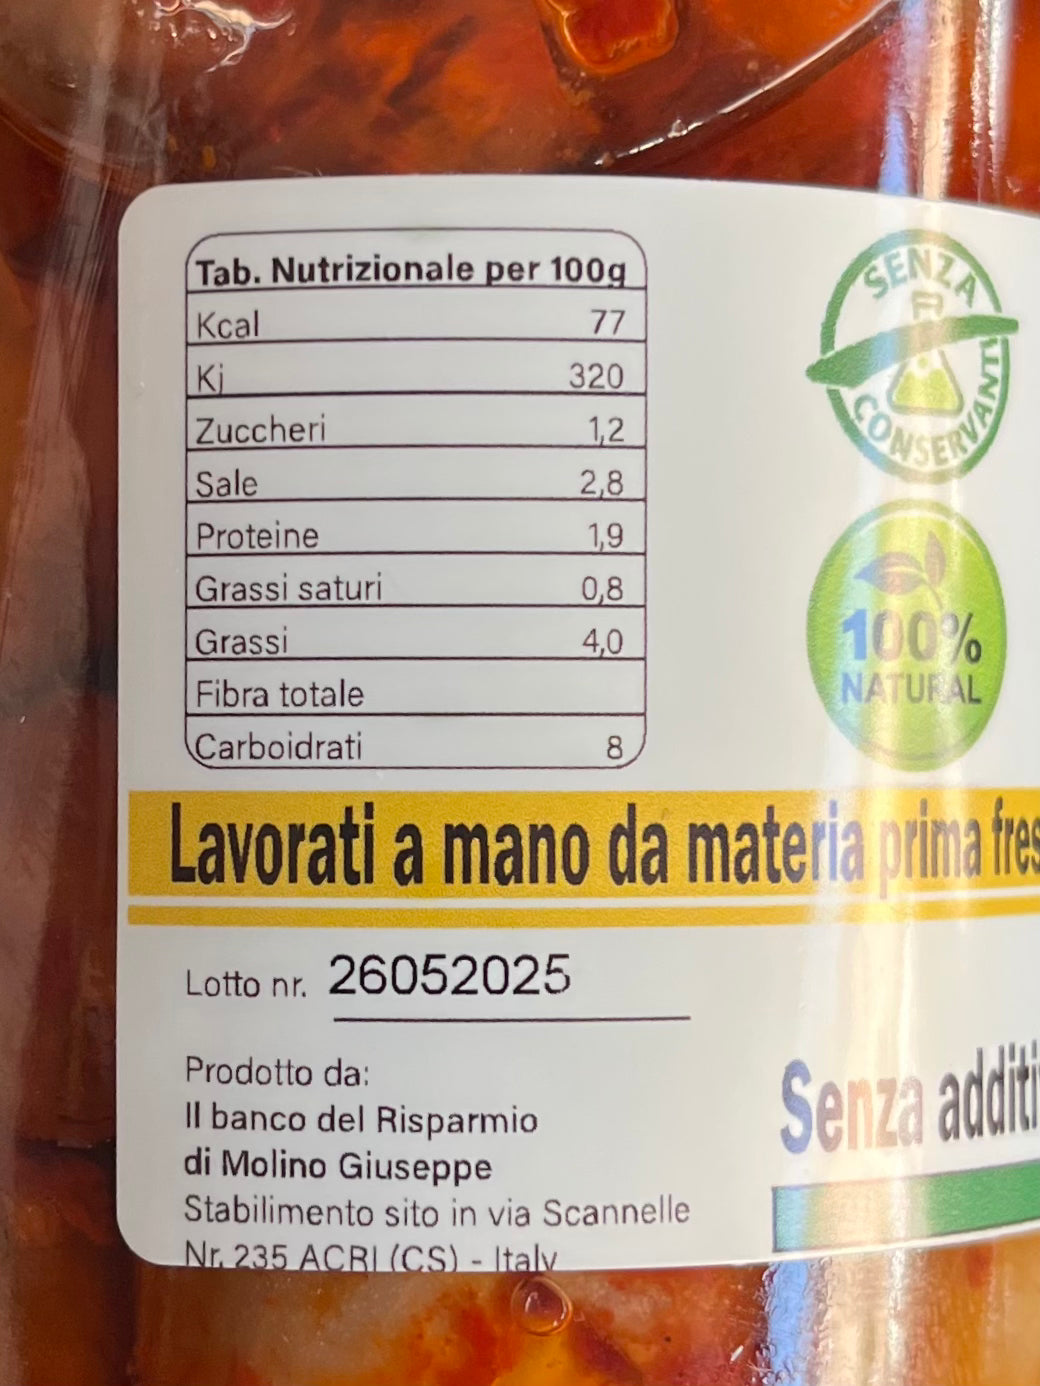 Tab. Nutrizionale per 100g
Kcal 77
Kj 320
Zuccheri 1,2
Sale 2,8
Proteine 1,9
Grassi saturi 0,8
Grassi 4,0
Fibra totale
Carboidrati 8
SENZA
CONSERVANTI
100%
NATURAL
Lavorati a mano da materia prima fres
Lotto nr. 26052025
Prodotto da:
Il banco del Risparmio
di Molino Giuseppe
Stabilimento sito in via Scannelle
Nr. 235 ACRI (CS) - Italy
Senza additi